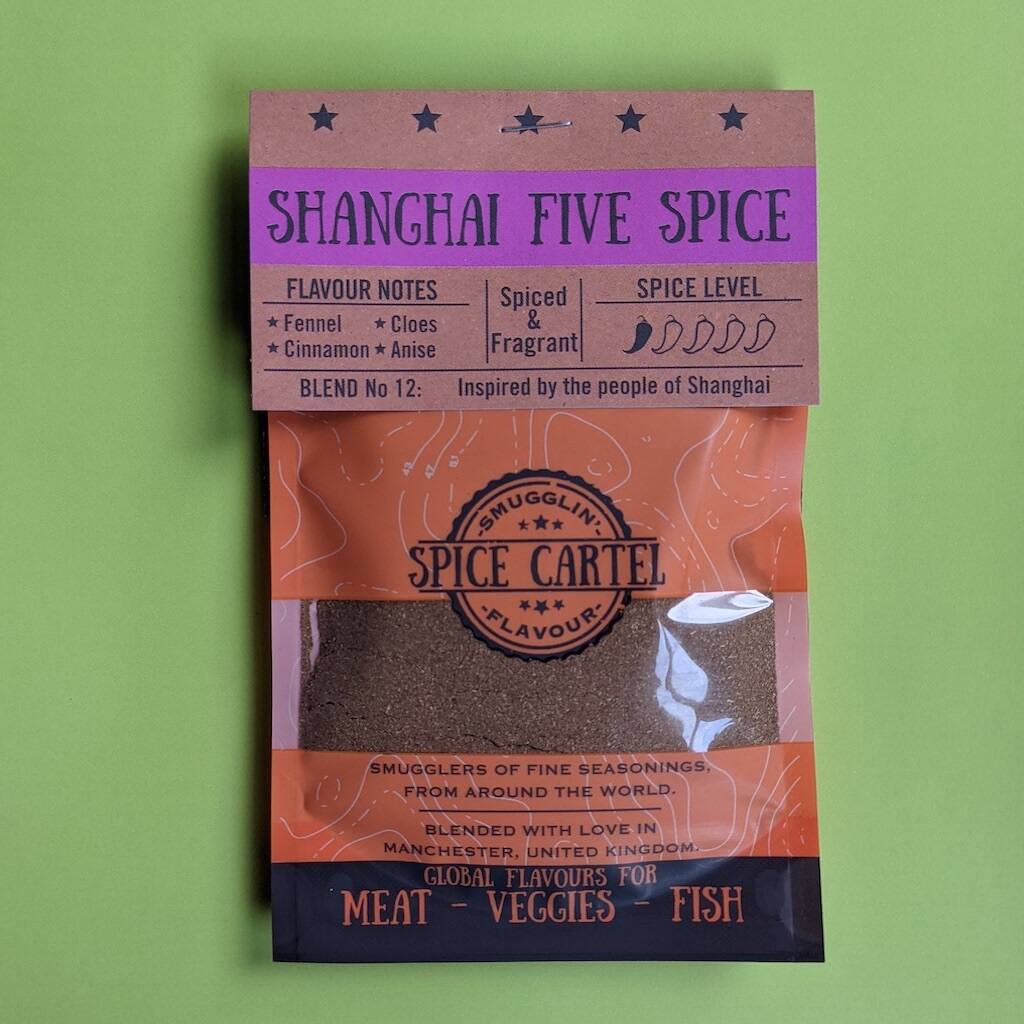 SHANGHAI FIVE SPICE
FLAVOUR NOTES
Fennel
Cloes
Cinnamon
Anise
Spiced
&
Fragrant
SPICE LEVEL
BLEND No 12: Inspired by the people of Shanghai
-SMUGGLIN'-
SPICE CARTEL
-FLAVOUR-
SMUGGLERS OF FINE SEASONINGS,
FROM AROUND THE WORLD.
BLENDED WITH LOVE IN
MANCHESTER, UNITED KINGDOM.
GLOBAL FLAVOURS FOR
MEAT - VEGGIES - FISH